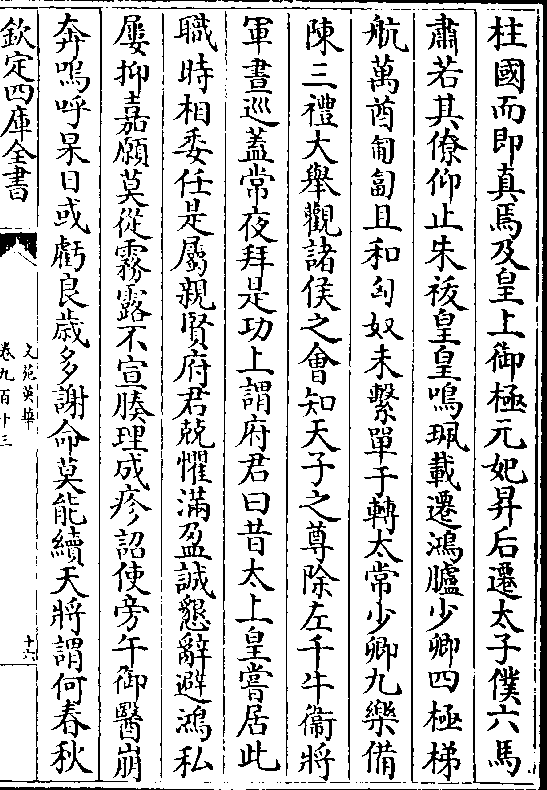 柱國而即真焉及皇上御極元妃昇后遷太子僕六馬
肅若其僚仰止朱祓皇皇鳴珮載遷鴻臚少卿四極梯
航萬酋匍匐且和匈奴未繫單于轉太常少卿九樂備
陳三禮大舉觀諸侯之會知天子之尊除左千牛衞將
軍晝巡蓋常夜拜是功上謂府君曰昔太上皇嘗居此
職時相委任是屬親賢府君兢懼滿盈誠懇辭避鴻私
屢抑嘉願莫從霧露不宣腠理成疹詔使旁午御醫崩
奔嗚呼杲日或虧良歲多謝命莫能續天將謂何春秋
欽定四庫全書
文苑英華
卷九百十三
十六